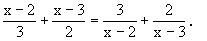 (x−2)/3 + (x−3)/2 = 3/(x−2) + 2/(x−3).